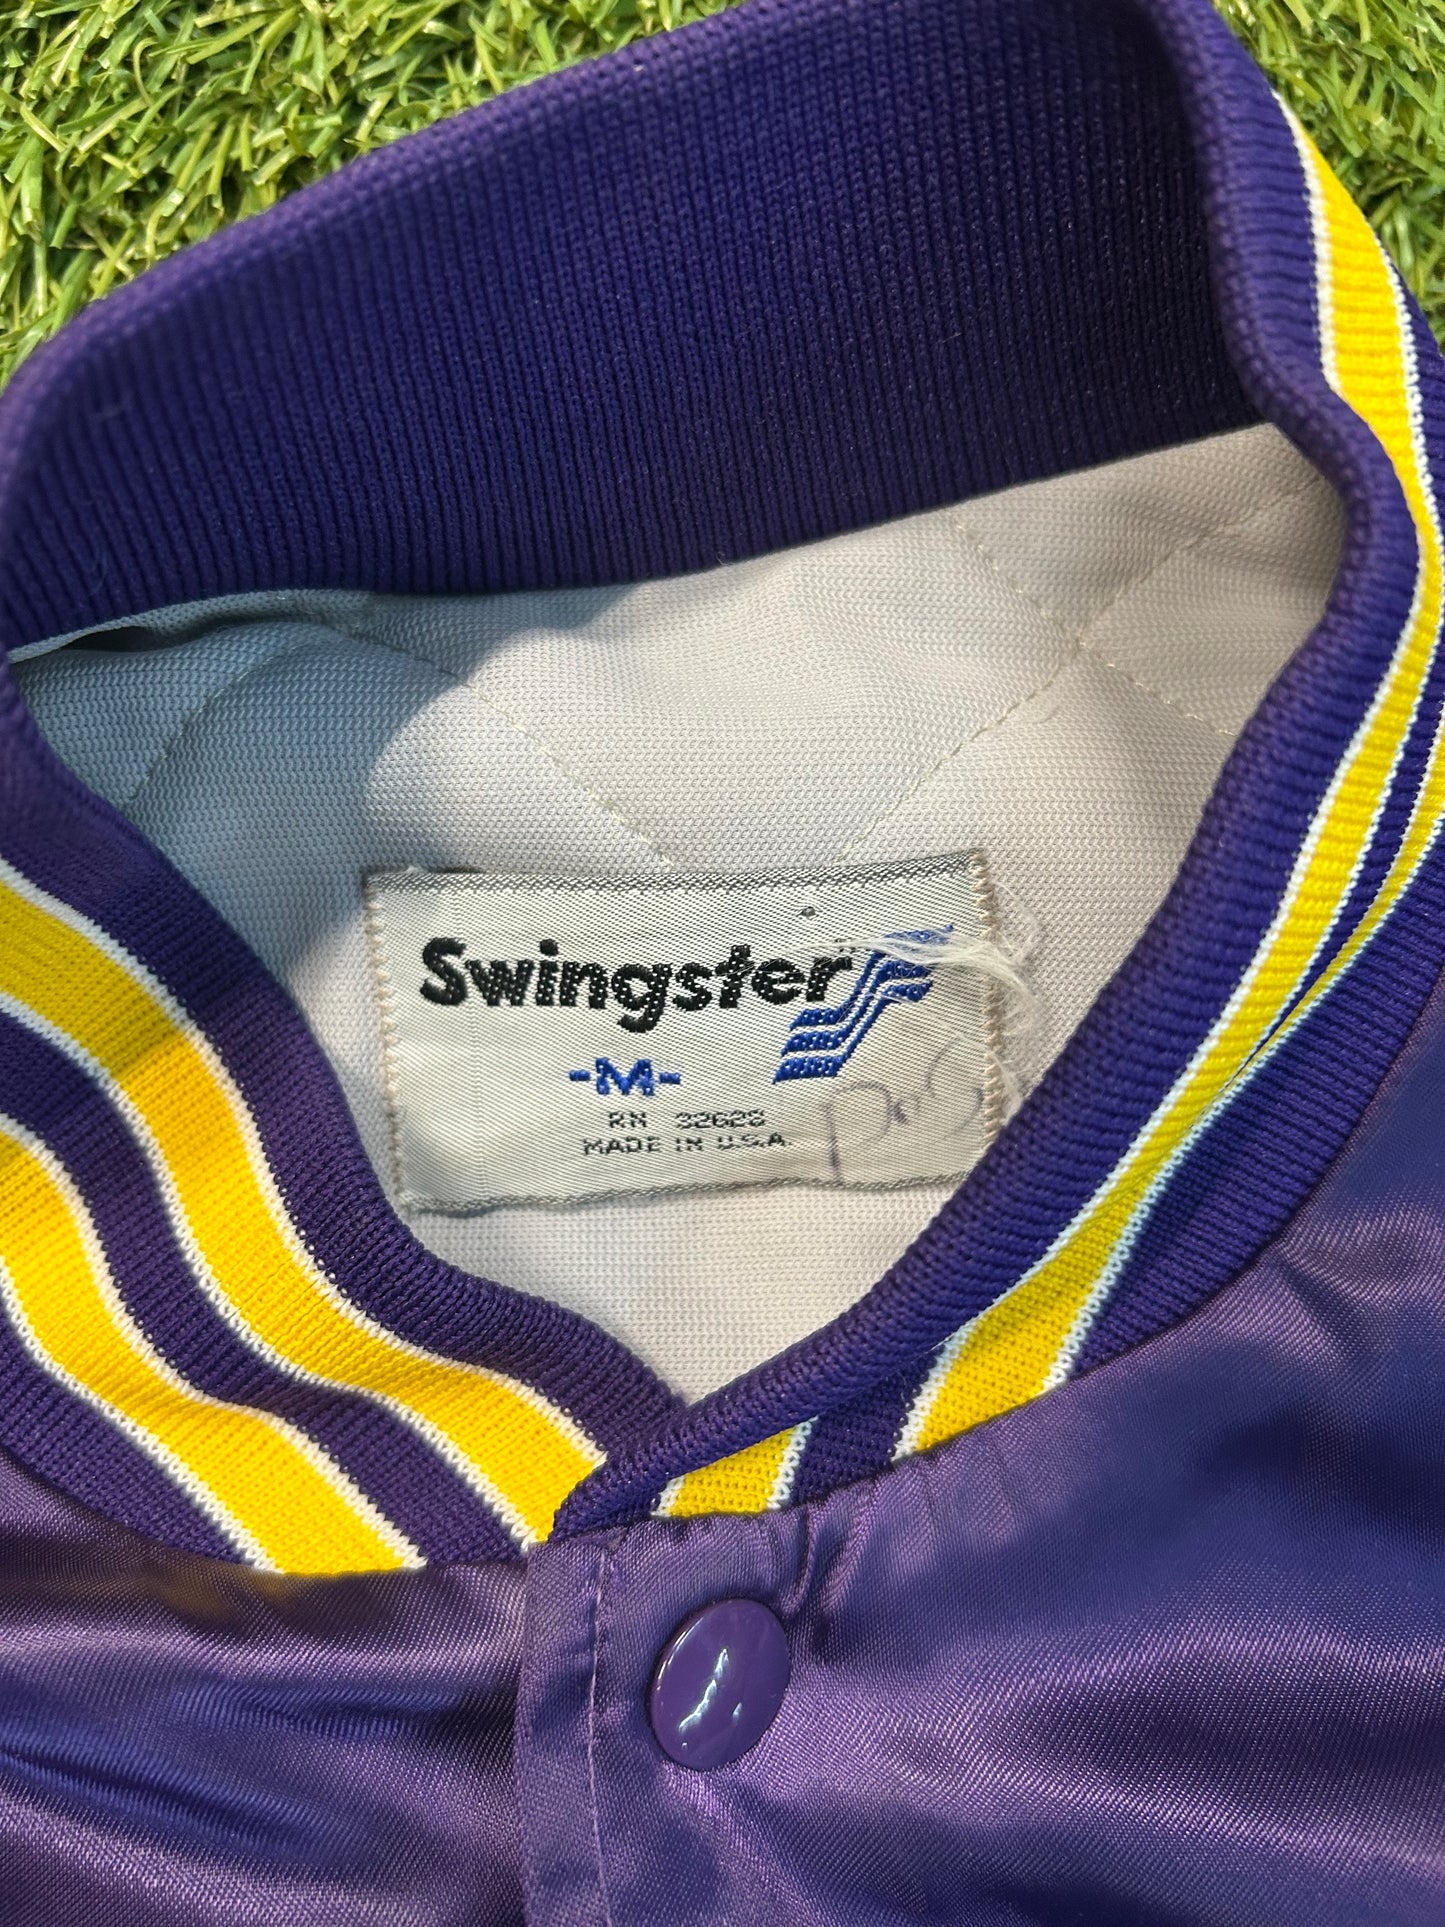 Swingster
-M-
RN 32628
MADE IN U.S.A.